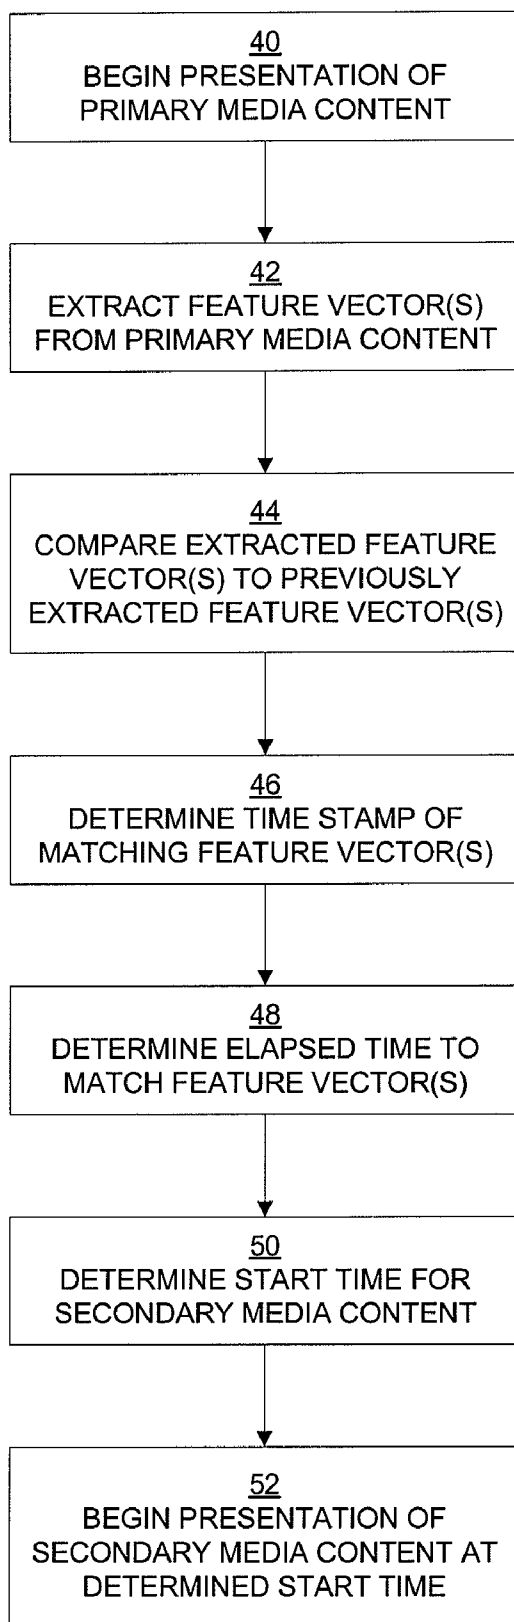 40
BEGIN PRESENTATION OF
PRIMARY MEDIA CONTENT
42
EXTRACT FEATURE VECTOR(S)
FROM PRIMARY MEDIA CONTENT
44
COMPARE EXTRACTED FEATURE
VECTOR(S) TO PREVIOUSLY
EXTRACTED FEATURE VECTOR(S)
46
DETERMINE TIME STAMP OF
MATCHING FEATURE VECTOR(S)
48
DETERMINE ELAPSED TIME TO
MATCH FEATURE VECTOR(S)
50
DETERMINE START TIME FOR
SECONDARY MEDIA CONTENT
52
BEGIN PRESENTATION OF
SECONDARY MEDIA CONTENT AT
DETERMINED START TIME